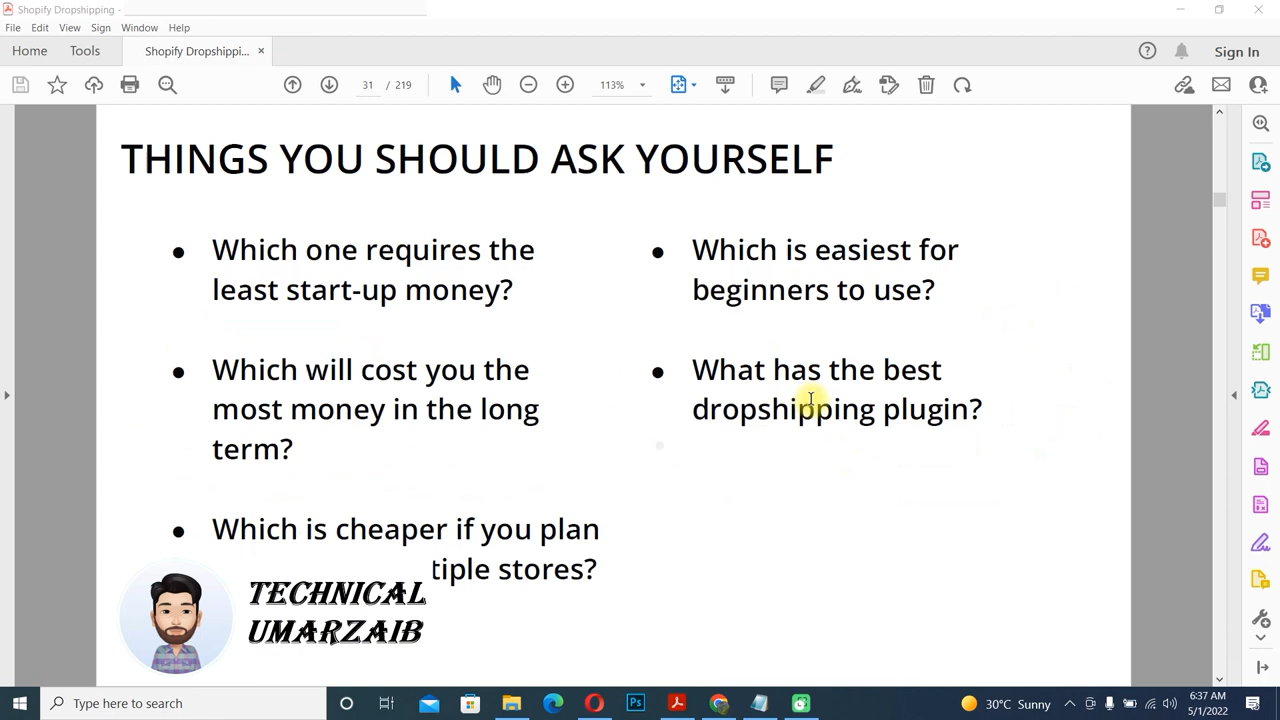 Shopify Dropshipping -
File Edit View Sign Window Help
Home Tools Shopify Dropshippi... × Sign In
31 / 219 113%
THINGS YOU SHOULD ASK YOURSELF
• Which one requires the
least start-up money?
• Which will cost you the
most money in the long
term?
• Which is cheaper if you plan
tiple stores?
• Which is easiest for
beginners to use?
• What has the best
dropshipping plugin?
TECHNICAL
UMARZAIB
Type here to search
Ps
30°C Sunny
6:37 AM
5/1/2022